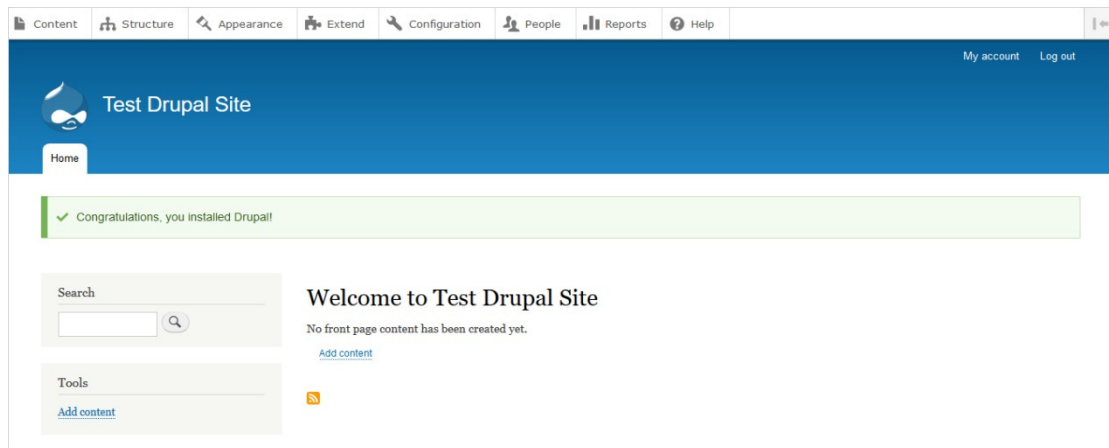 Content Structure Appearance Extend Configuration People Reports Help
My account Log out
Test Drupal Site
Home
Congratulations, you installed Drupal!
Search
Welcome to Test Drupal Site
No front page content has been created yet.
Add content
Tools
Add content